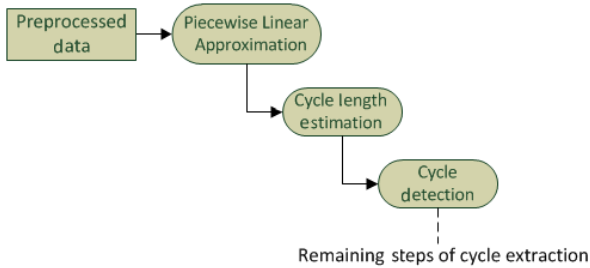 Preprocessed
data
Piecewise Linear
Approximation
Cycle length
estimation
Cycle
detection
Remaining steps of cycle extraction